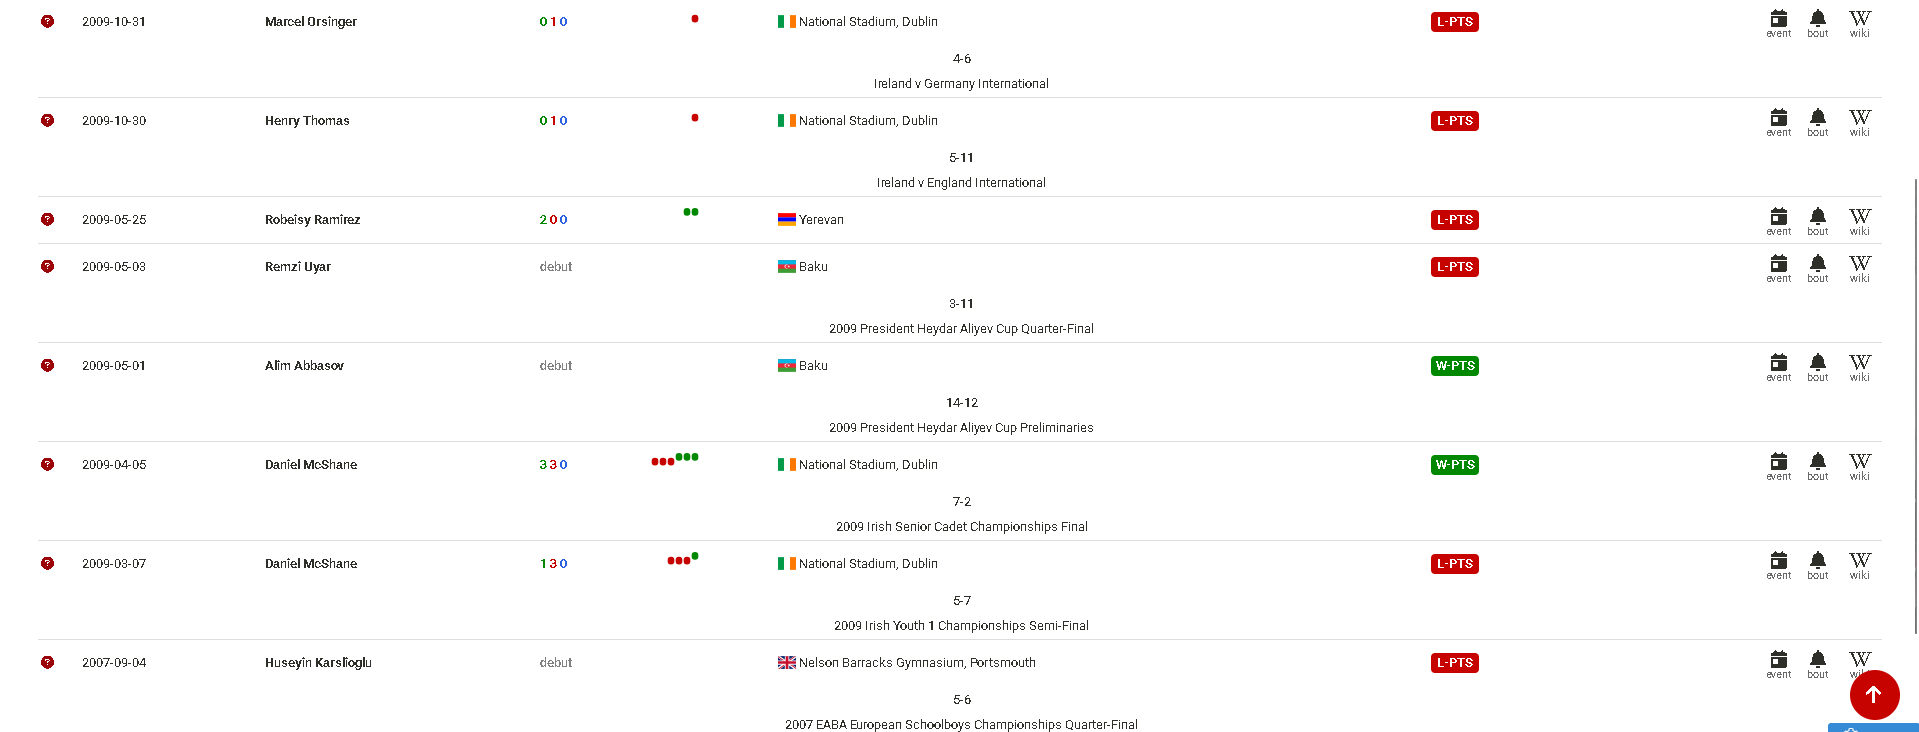 2009-10-31 Marcel Orsinger 0 1 0 National Stadium, Dublin L-PTS event bout wiki
4-6
Ireland v Germany International
2009-10-30 Henry Thomas 0 1 0 National Stadium, Dublin L-PTS event bout wiki
5-11
Ireland v England International
2009-05-25 Robeisy Ramirez 2 0 0 Yerevan L-PTS event bout wiki
2009-05-03 Remzi Uyar debut Baku L-PTS event bout wiki
3-11
2009 President Heydar Aliyev Cup Quarter-Final
2009-05-01 Alim Abbasov debut Baku W-PTS event bout wiki
14-12
2009 President Heydar Aliyev Cup Preliminaries
2009-04-05 Daniel McShane 3 3 0 National Stadium, Dublin W-PTS event bout wiki
7-2
2009 Irish Senior Cadet Championships Final
2009-03-07 Daniel McShane 1 3 0 National Stadium, Dublin L-PTS event bout wiki
5-7
2009 Irish Youth 1 Championships Semi-Final
2007-09-04 Huseyin Karslioglu debut Nelson Barracks Gymnasium, Portsmouth L-PTS event bout
5-6
2007 EABA European Schoolboys Championships Quarter-Final